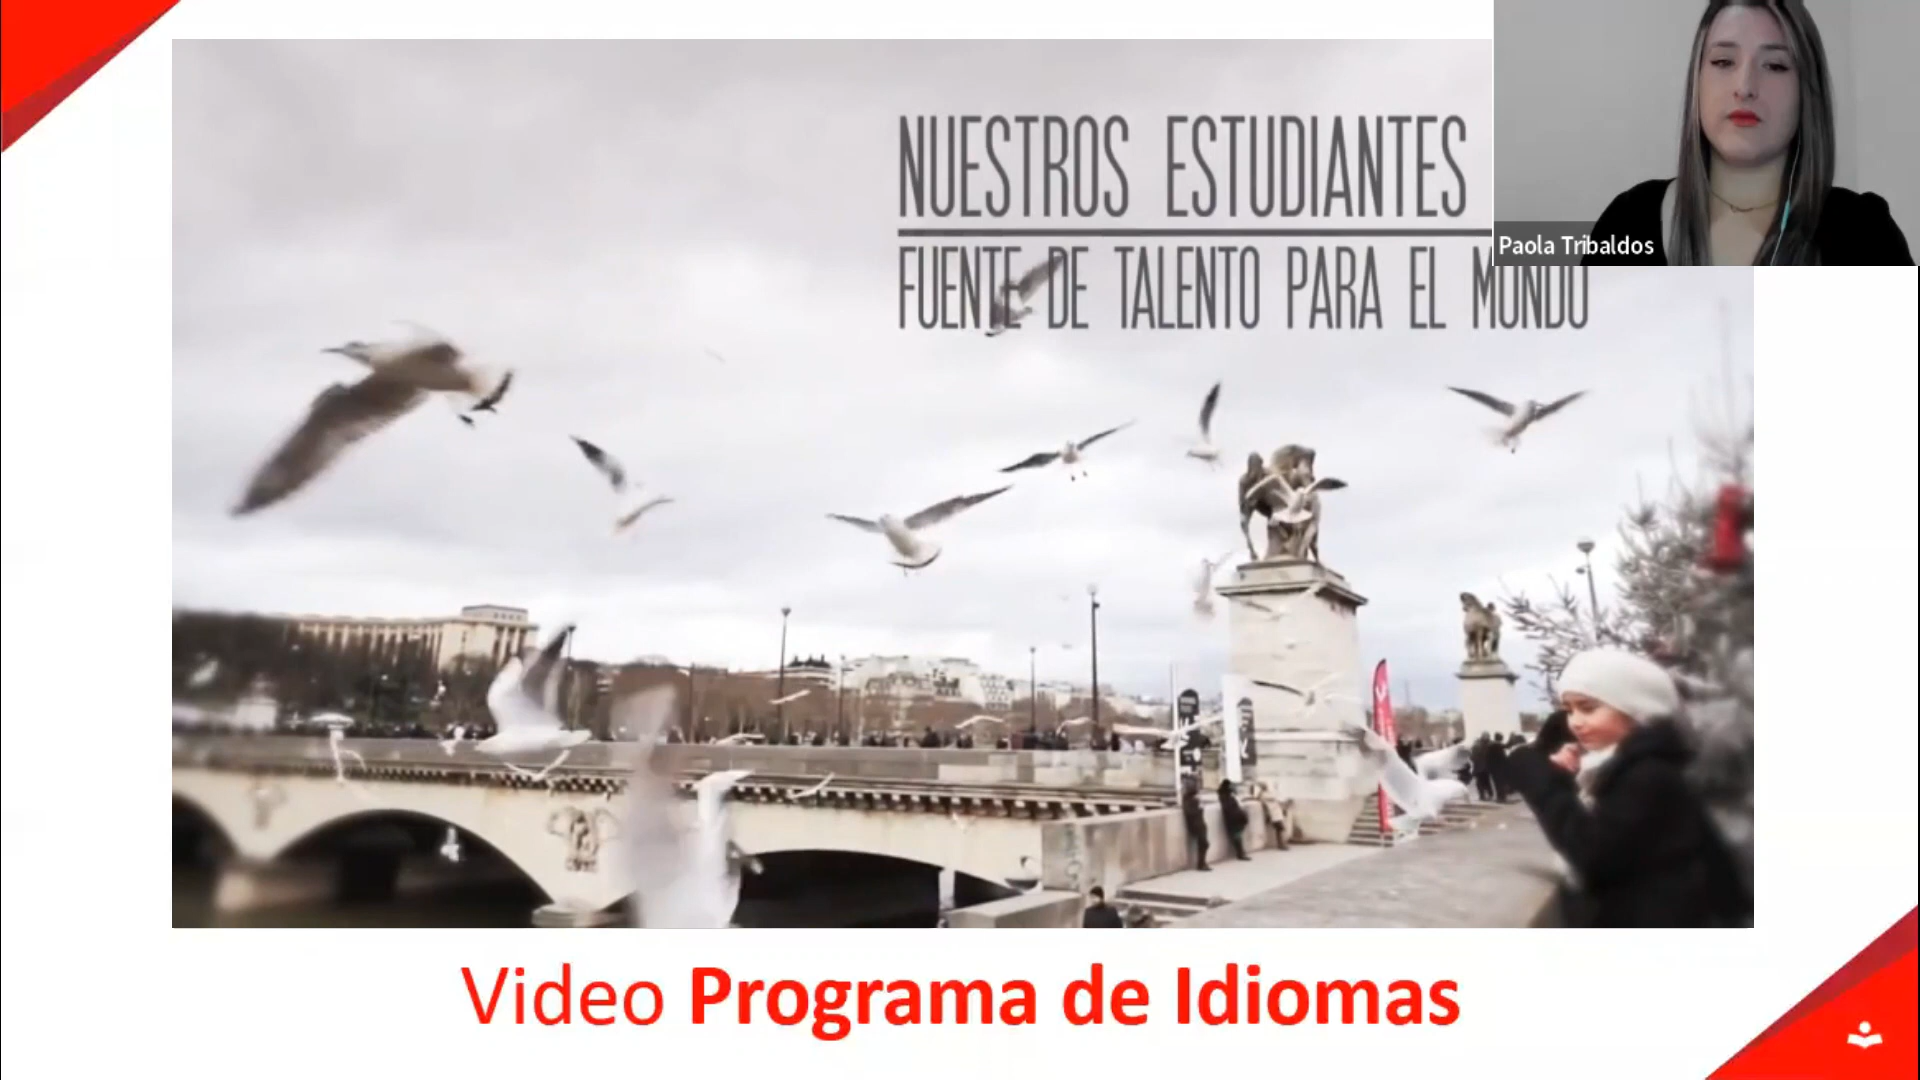 NUESTROS ESTUDIANTES
FUENTE DE TALENTO PARA EL MUNDO
Paola Tribaldos
Video Programa de Idiomas